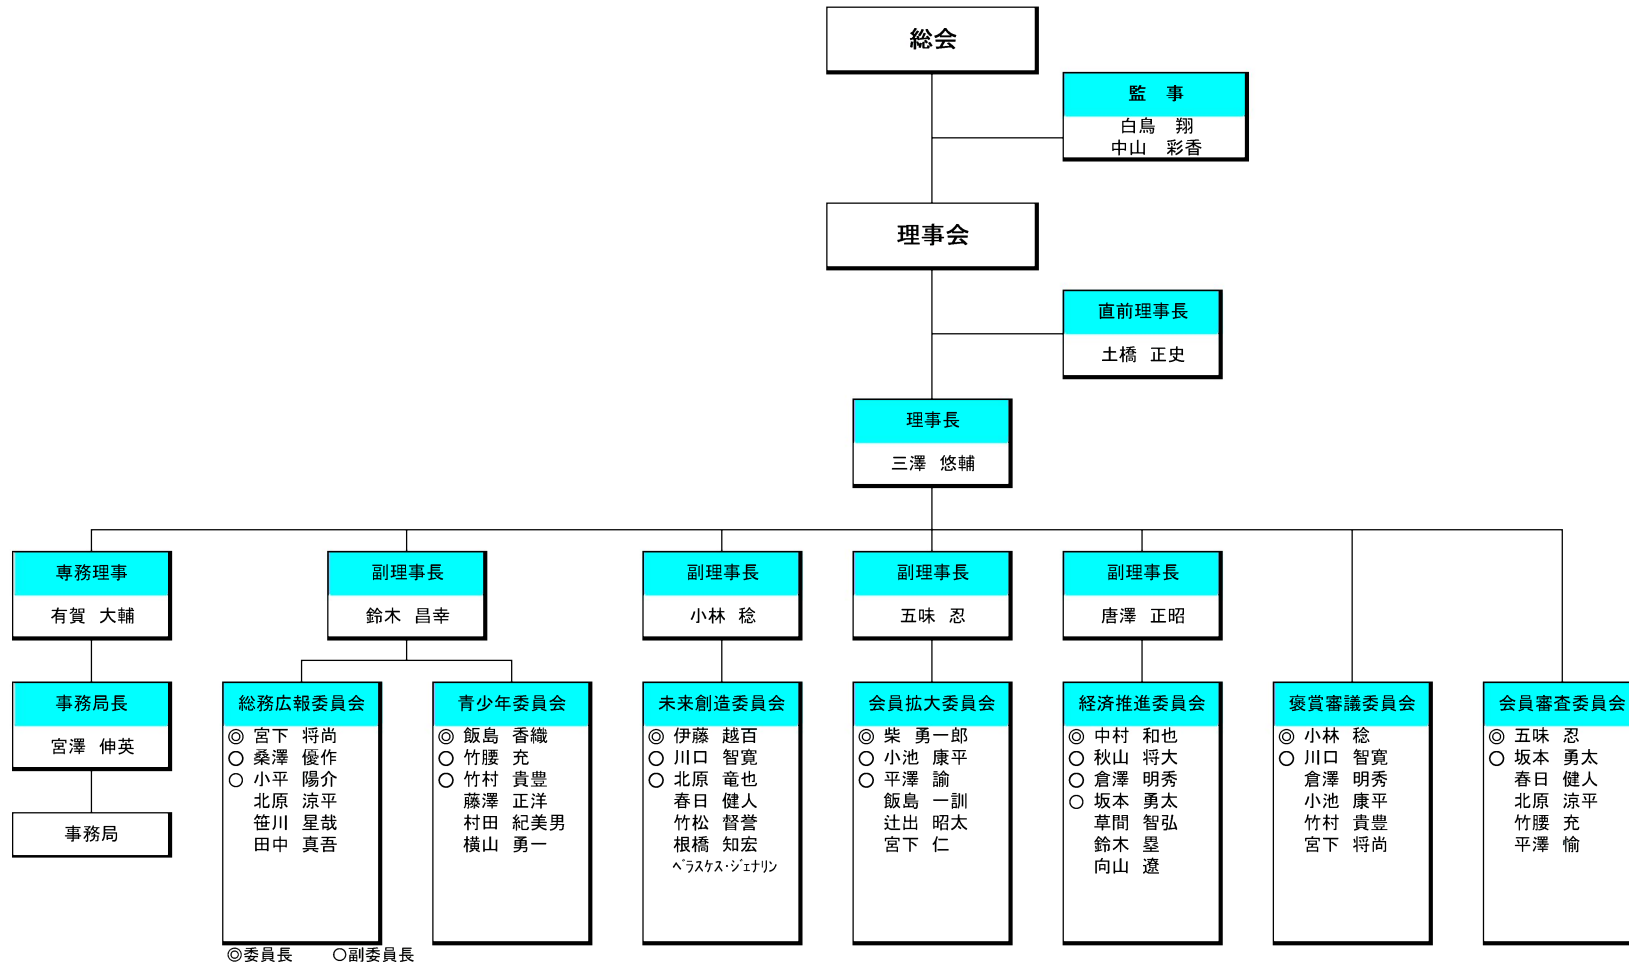 総会
監　事
白鳥　翔
中山　彩香
理事会
直前理事長
土橋　正史
理事長
三澤　悠輔
専務理事
有賀　大輔
副理事長
鈴木　昌幸
副理事長
小林　稔
副理事長
五味　忍
副理事長
唐澤　正昭
事務局長
宮澤　伸英
事務局
総務広報委員会
◎ 宮下　将尚
○ 桑澤　優作
○ 小平　陽介
北原　涼平
笹川　星哉
田中　真吾
青少年委員会
◎ 飯島　香織
○ 竹腰　充
○ 竹村　貴豊
藤澤　正洋
村田　紀美男
横山　勇一
未来創造委員会
◎ 伊藤　越百
○ 川口　智寛
○ 北原　竜也
春日　健人
竹松　督誉
根橋　知宏
ﾍﾞﾗｽｹｽ･ｼﾞｪﾅﾘﾝ
会員拡大委員会
◎ 柴　勇一郎
○ 小池　康平
○ 平澤　諭
飯島　一訓
辻出　昭太
宮下　仁
経済推進委員会
◎ 中村　和也
○ 秋山　将大
○ 倉澤　明秀
○ 坂本　勇太
草間　智弘
鈴木　塁
向山　遼
褒賞審議委員会
◎ 小林　稔
○ 川口　智寛
倉澤　明秀
小池　康平
竹村　貴豊
宮下　将尚
会員審査委員会
◎ 五味　忍
○ 坂本　勇太
春日　健人
北原　涼平
竹腰　充
平澤　愉
◎委員長　　○副委員長